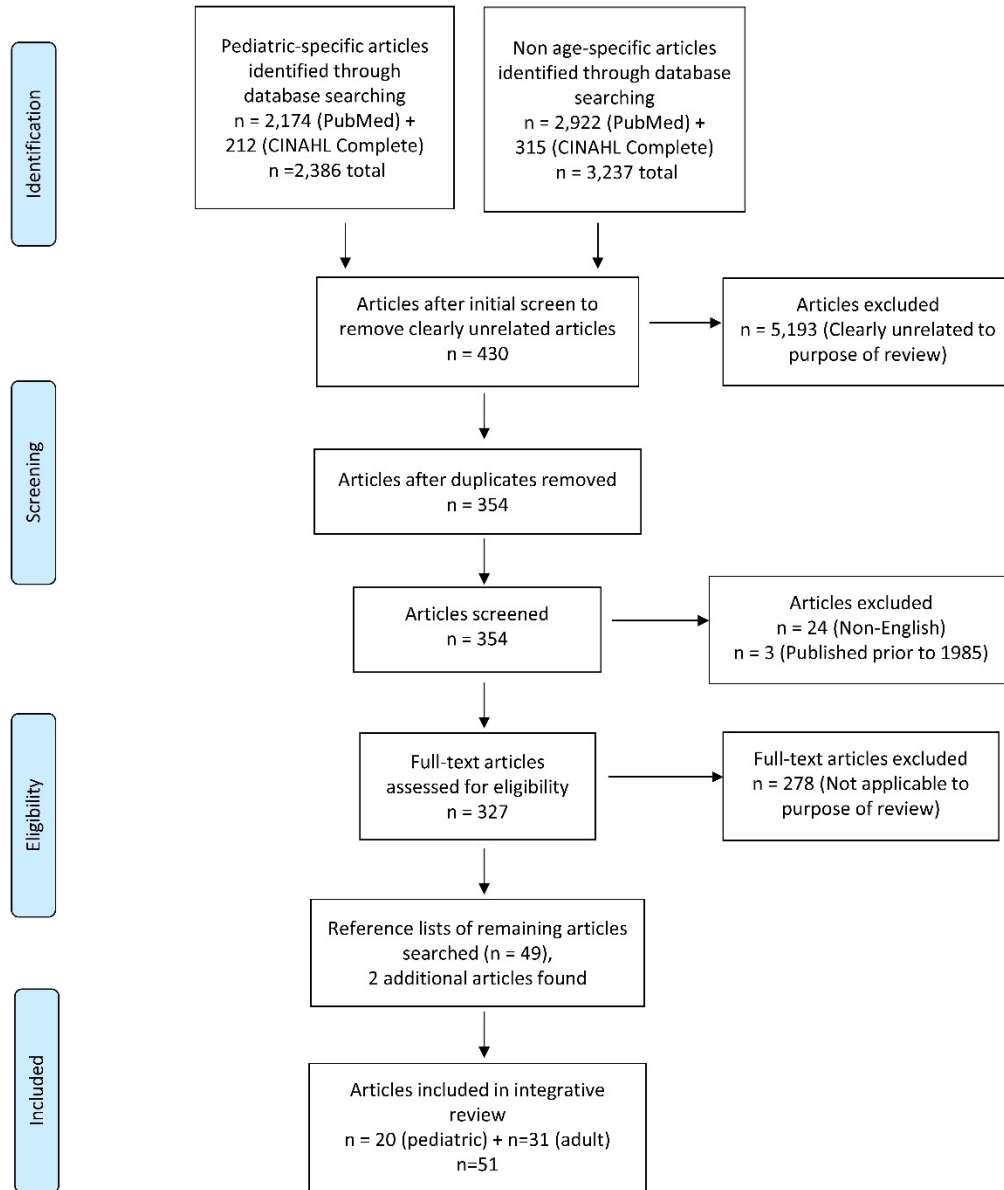 Identification
Pediatric-specific articles
identified through
database searching
n = 2,174 (PubMed) +
212 (CINAHL Complete)
n =2,386 total
Non age-specific articles
identified through database
searching
n = 2,922 (PubMed) +
315 (CINAHL Complete)
n = 3,237 total
Articles after initial screen to
remove clearly unrelated articles
n = 430
Articles excluded
n = 5,193 (Clearly unrelated to
purpose of review)
Screening
Articles after duplicates removed
n = 354
Articles screened
n = 354
Articles excluded
n = 24 (Non-English)
n = 3 (Published prior to 1985)
Eligibility
Full-text articles
assessed for eligibility
n = 327
Full-text articles excluded
n = 278 (Not applicable to
purpose of review)
Reference lists of remaining articles
searched (n = 49),
2 additional articles found
Included
Articles included in integrative
review
n = 20 (pediatric) + n=31 (adult)
n=51